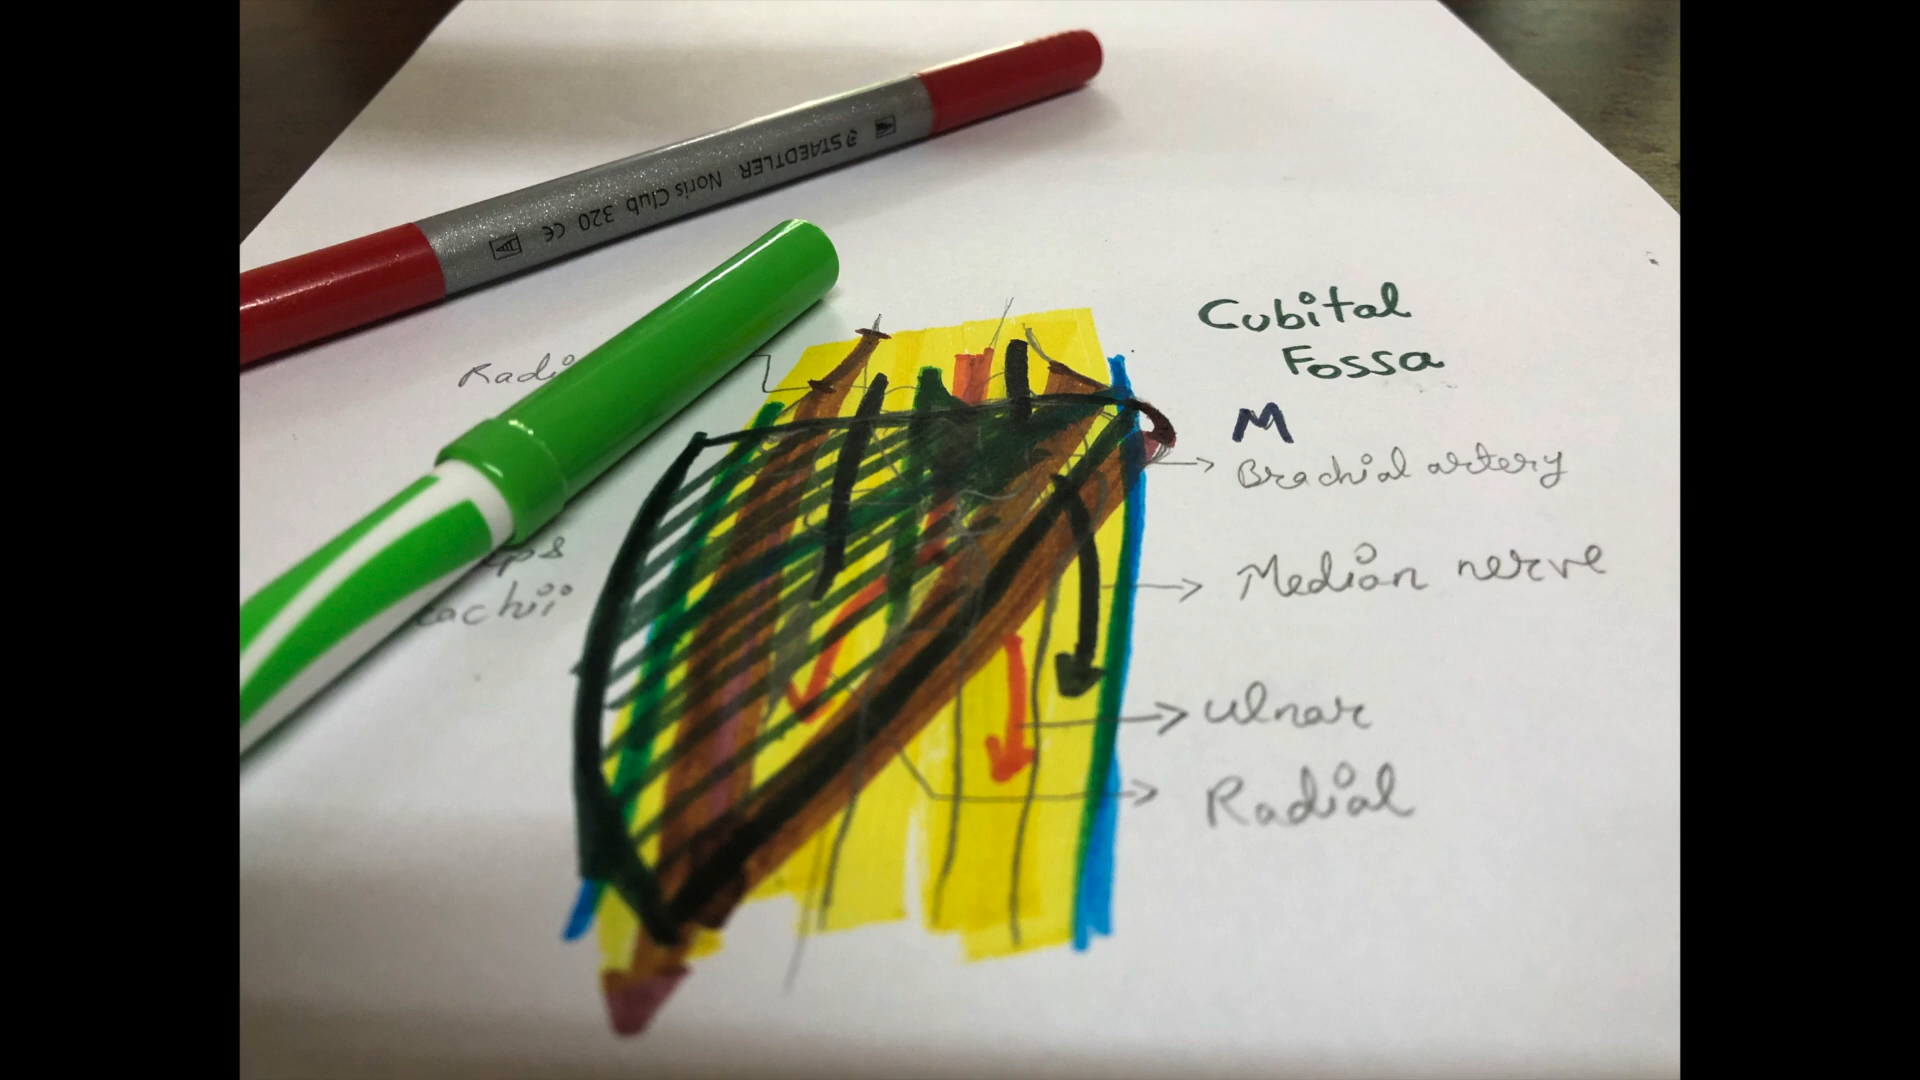 STAEDTLER Noris Club 320 CE
Cubital
Fossa
M
Brachial artery
Median nerve
Ulnar
Radial